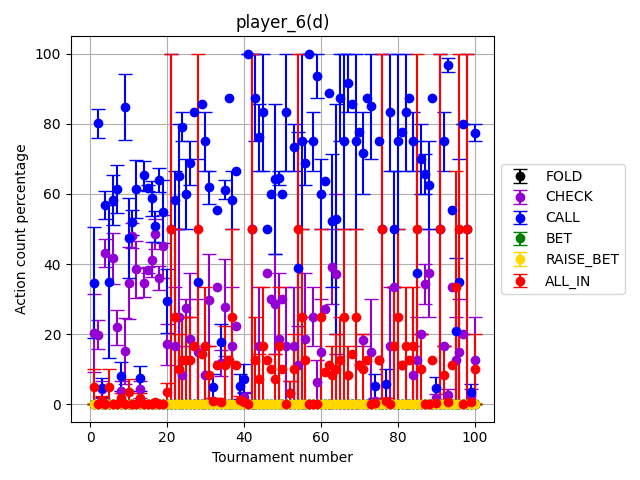 player_6(d)
Action count percentage
100
80
60
40
20
0
0 20 40 60 80 100
Tournament number
FOLD
CHECK
CALL
BET
RAISE_BET
ALL_IN